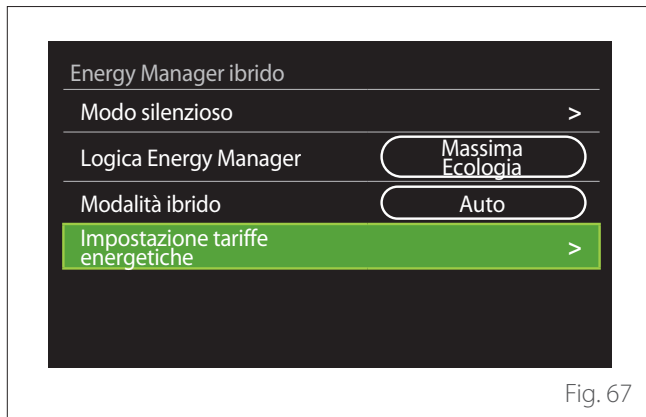 Energy Manager ibrido
Modo silenzioso >
Logica Energy Manager Massima
Ecologia
Modalità ibrido Auto
Impostazione tariffe
energetiche >
Fig. 67